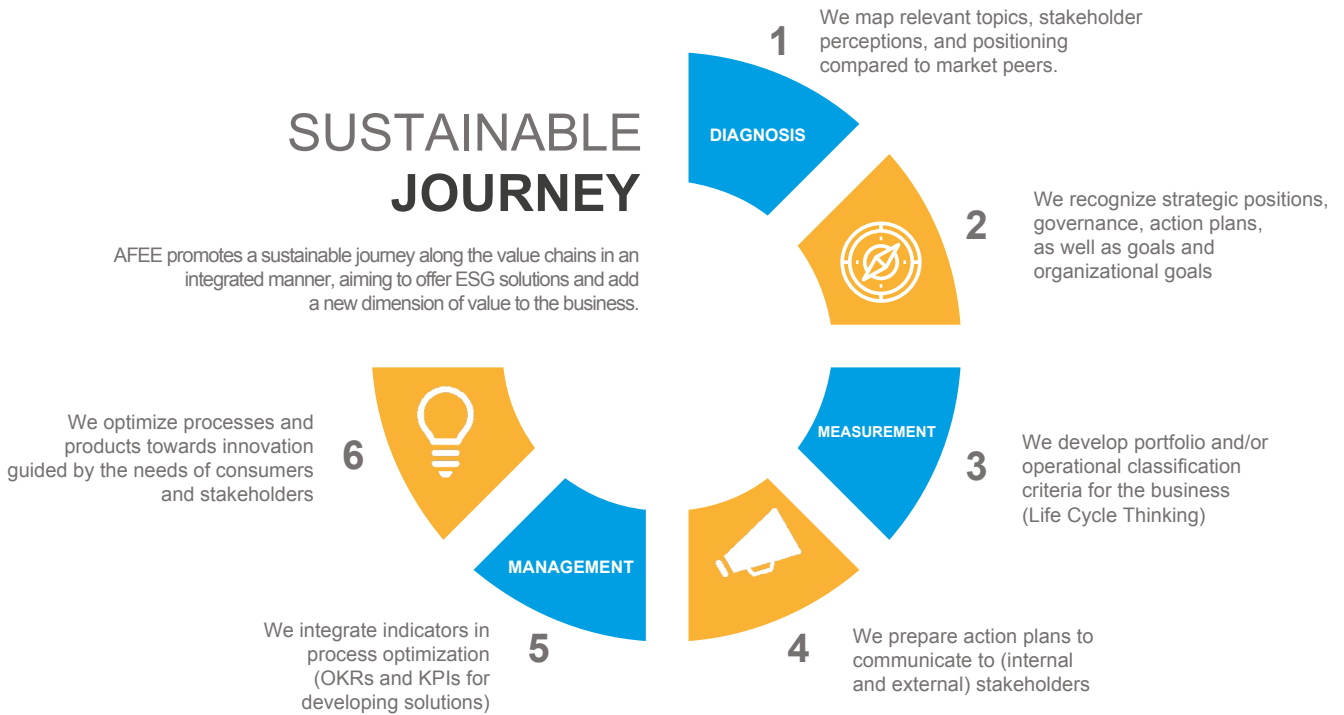 SUSTAINABLE
JOURNEY
AFEE promotes a sustainable journey along the value chains in an
integrated manner, aiming to offer ESG solutions and add
a new dimension of value to the business.
1
We map relevant topics, stakeholder
perceptions, and positioning
compared to market peers.
DIAGNOSIS
2
We recognize strategic positions,
governance, action plans,
as well as goals and
organizational goals
MEASUREMENT
3
We develop portfolio and/or
operational classification
criteria for the business
(Life Cycle Thinking)
4
We prepare action plans to
communicate to (internal
and external) stakeholders
MANAGEMENT
5
We integrate indicators in
process optimization
(OKRs and KPIs for
developing solutions)
6
We optimize processes and
products towards innovation
guided by the needs of consumers
and stakeholders